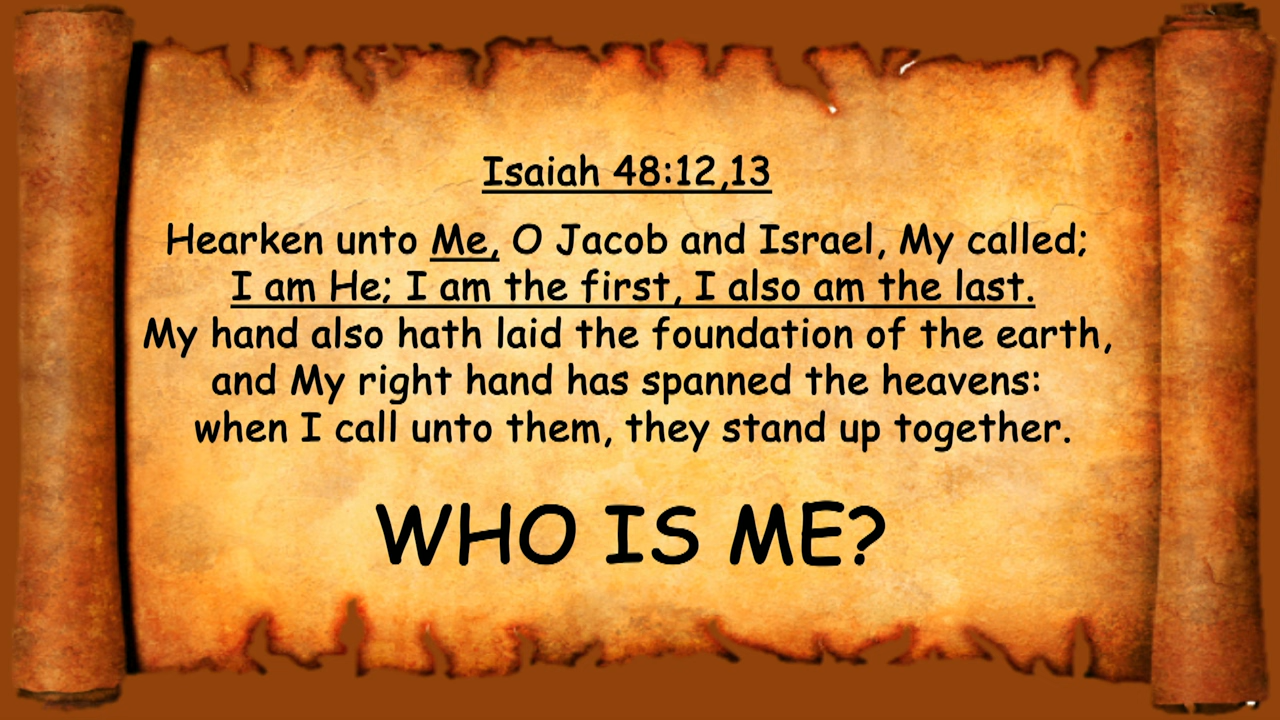 Isaiah 48:12,13
Hearken unto Me, O Jacob and Israel, My called;
I am He; I am the first, I also am the last.
My hand also hath laid the foundation of the earth,
and My right hand has spanned the heavens:
when I call unto them, they stand up together.
WHO IS ME?